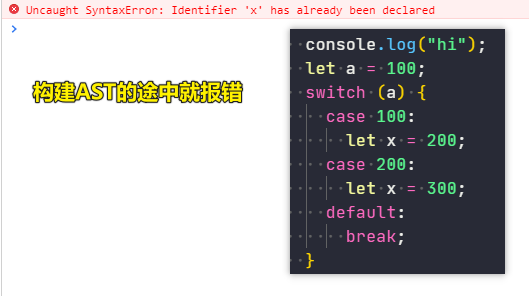 Uncaught SyntaxError: Identifier 'x' has already been declared
构建AST的途中就报错
console.log("hi");
let a = 100;
switch (a) {
case 100:
let x = 200;
case 200:
let x = 300;
default:
break;
}